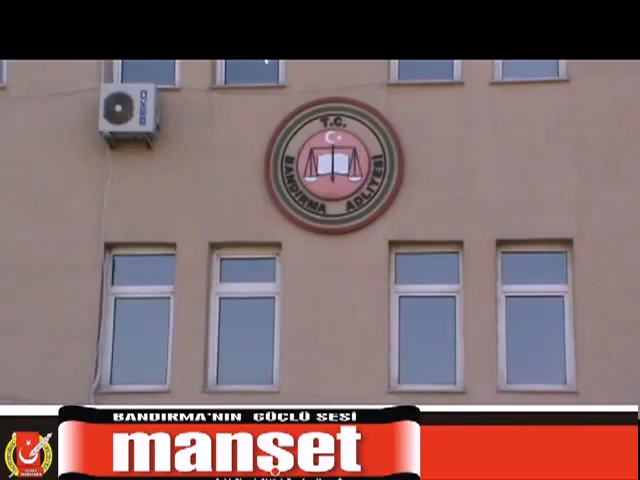 BEKO
T.C.
BANDIRMA ADLİYESİ
BANDIRMA'NIN GÜÇLÜ SESİ
manşet